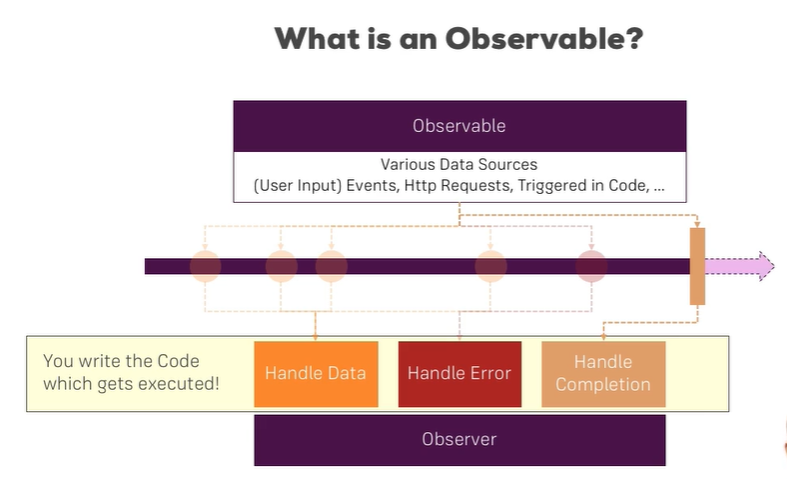 What is an Observable?
Observable
Various Data Sources
(User Input) Events, Http Requests, Triggered in Code, ...
You write the Code
which gets executed!
Handle Data
Handle Error
Handle
Completion
Observer